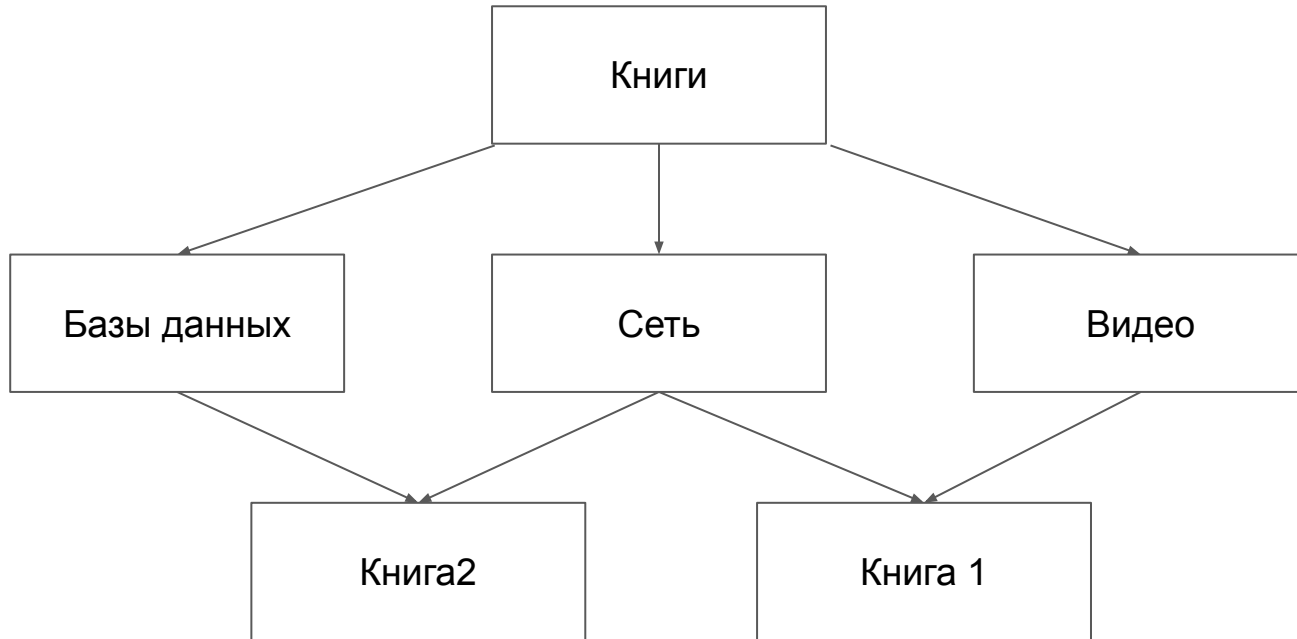 Книги
Базы данных
Сеть
Видео
Книга2
Книга 1